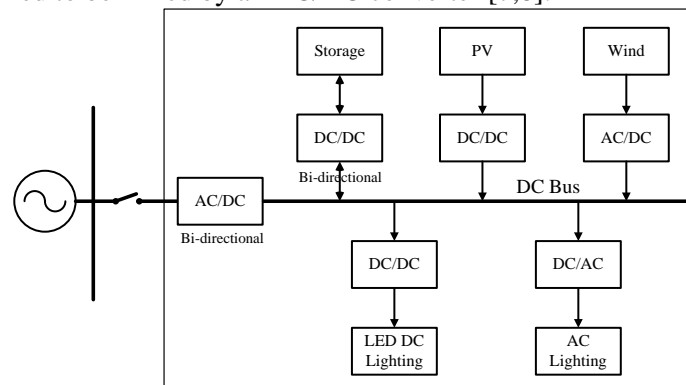 Storage
PV
Wind
DC/DC
DC/DC
AC/DC
Bi-directional
DC Bus
AC/DC
Bi-directional
DC/DC
DC/AC
LED DC
Lighting
AC
Lighting